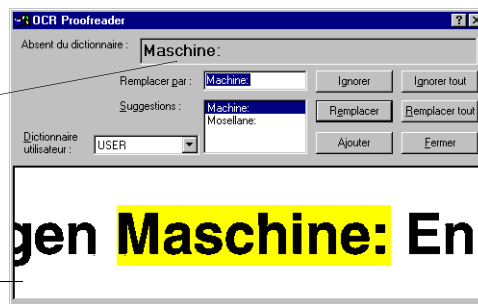 OCR Proofreader
Absent du dictionnaire : Maschine:
Remplacer par : Machine: Ignorer Ignorer tout
Suggestions : Machine: Remplacer Remplacer tout
Mosellane:
Dictionnaire
utilisateur : USER Ajouter Fermer
gen Maschine: En